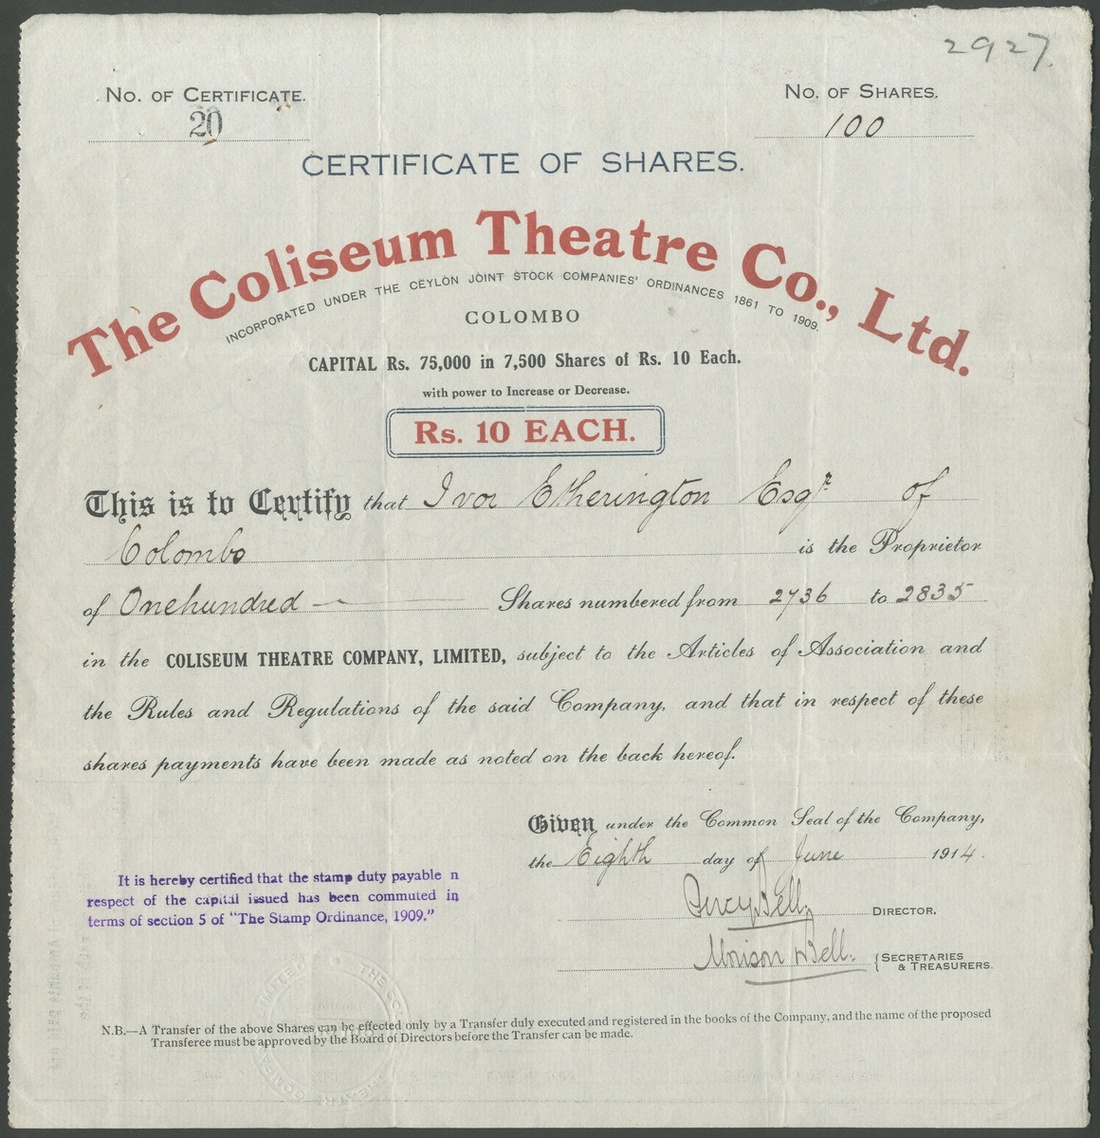 2927.
No. of Certificate.
20
No. of Shares.
100
CERTIFICATE OF SHARES.
The Coliseum Theatre Co., Ltd.
INCORPORATED UNDER THE CEYLON JOINT STOCK COMPANIES' ORDINANCES 1861 TO 1909.
COLOMBO
CAPITAL Rs. 75,000 in 7,500 Shares of Rs. 10 Each.
with power to Increase or Decrease.
Rs. 10 EACH.
This is to Certify that Ivor Etherington Esqr of
Colombo is the Proprietor
of Onehundred Shares numbered from 2736 to 2835
in the COLISEUM THEATRE COMPANY, LIMITED, subject to the Articles of Association and
the Rules and Regulations of the said Company, and that in respect of these
shares payments have been made as noted on the back hereof.
Given under the Common Seal of the Company,
the Eighth day of June 1914.
It is hereby certified that the stamp duty payable n
respect of the capital issued has been commuted in
terms of section 5 of "The Stamp Ordinance, 1909."
Percy Bell DIRECTOR.
Morison & Bell. {SECRETARIES
& TREASURERS.
N.B.—A Transfer of the above Shares can be effected only by a Transfer duly executed and registered in the books of the Company, and the name of the proposed
Transferee must be approved by the Board of Directors before the Transfer can be made.